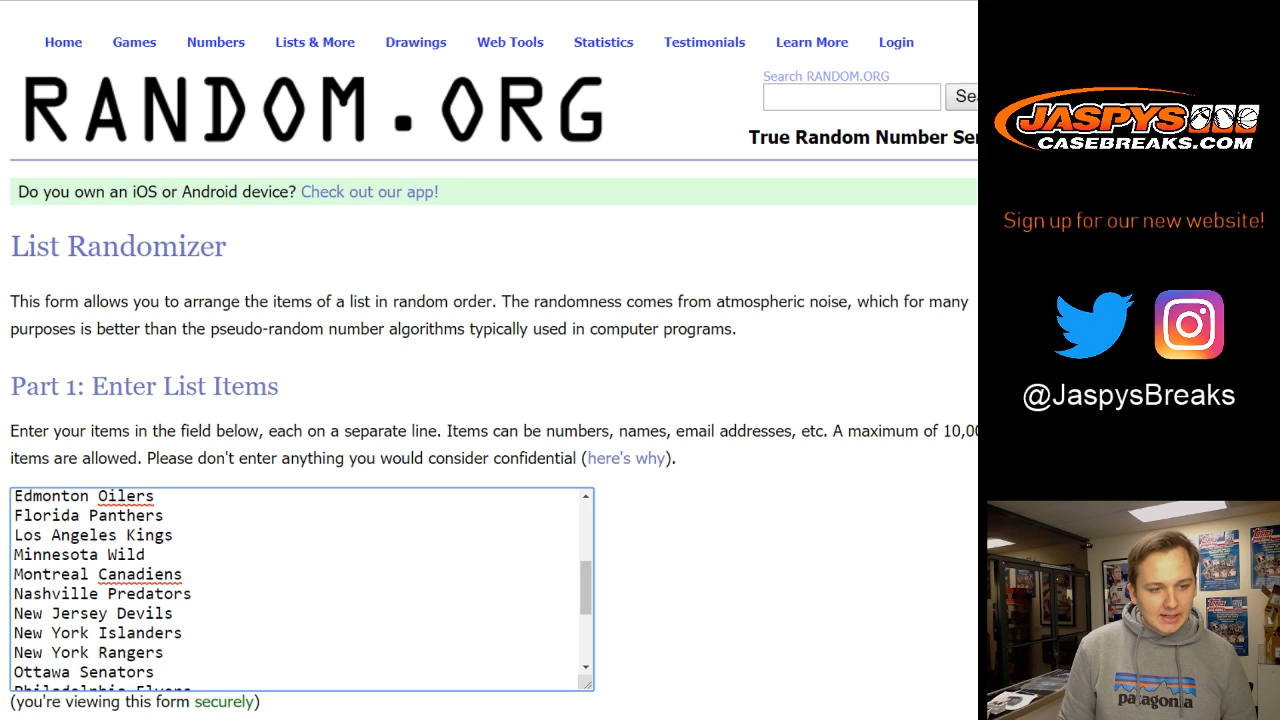 Home Games Numbers Lists & More Drawings Web Tools Statistics Testimonials Learn More Login
RANDOM.ORG
Search RANDOM.ORG
Sea
True Random Number Ser
Do you own an iOS or Android device? Check out our app!
List Randomizer
This form allows you to arrange the items of a list in random order. The randomness comes from atmospheric noise, which for many
purposes is better than the pseudo-random number algorithms typically used in computer programs.
Part 1: Enter List Items
Enter your items in the field below, each on a separate line. Items can be numbers, names, email addresses, etc. A maximum of 10,00
items are allowed. Please don't enter anything you would consider confidential (here's why).
Edmonton Oilers
Florida Panthers
Los Angeles Kings
Minnesota Wild
Montreal Canadiens
Nashville Predators
New Jersey Devils
New York Islanders
New York Rangers
Ottawa Senators
Philadelphia Flyers
(you're viewing this form securely)
JASPYS
CASEBREAKS.COM
Sign up for our new website!
@JaspysBreaks
patagonia